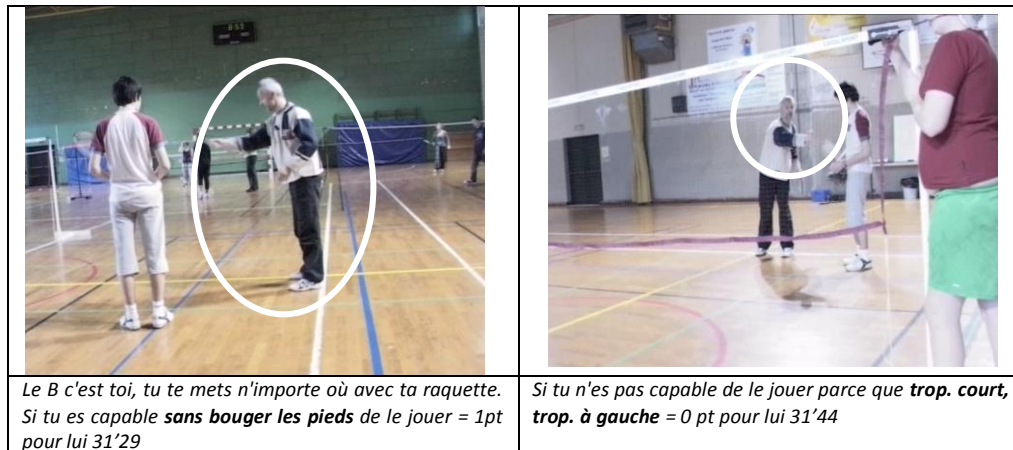 Le B c'est toi, tu te mets n'importe où avec ta raquette.
Si tu es capable sans bouger les pieds de le jouer = 1pt
pour lui 31'29
Si tu n'es pas capable de le jouer parce que trop. court,
trop. à gauche = 0 pt pour lui 31'44